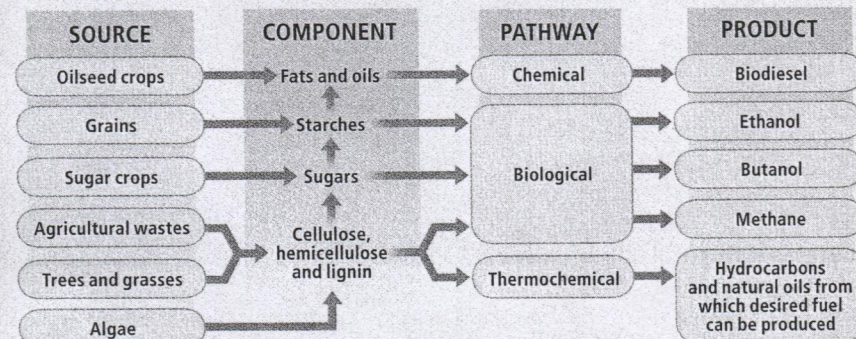 SOURCE
COMPONENT
PATHWAY
PRODUCT
Oilseed crops
Fats and oils
Chemical
Biodiesel
Grains
Starches
Biological
Ethanol
Sugar crops
Sugars
Butanol
Agricultural wastes
Cellulose,
hemicellulose
and lignin
Methane
Trees and grasses
Thermochemical
Hydrocarbons
and natural oils from
which desired fuel
can be produced
Algae